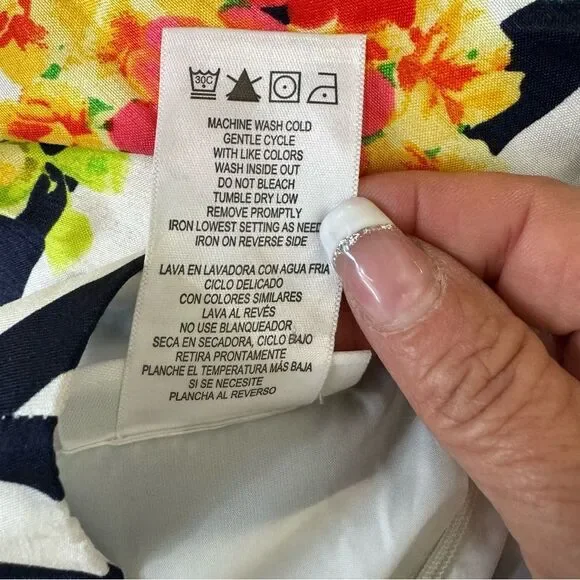 30C
MACHINE WASH COLD
GENTLE CYCLE
WITH LIKE COLORS
WASH INSIDE OUT
DO NOT BLEACH
TUMBLE DRY LOW
REMOVE PROMPTLY
IRON LOWEST SETTING AS
IRON ON REVERSE SIDE
LAVA EN LAVADORA CON AGUA FRIA
CICLO DELICADO
CON COLORES SIMILARES
LAVA AL REVÉS
NO USE BLANQUEADOR
SECA EN SECADORA, CICLO BAJO
RETIRA PRONTAMENTE
PLANCHE EL TEMPERATURA MÁS BAJA
SI SE NECESITE
PLANCHA AL REVERSO